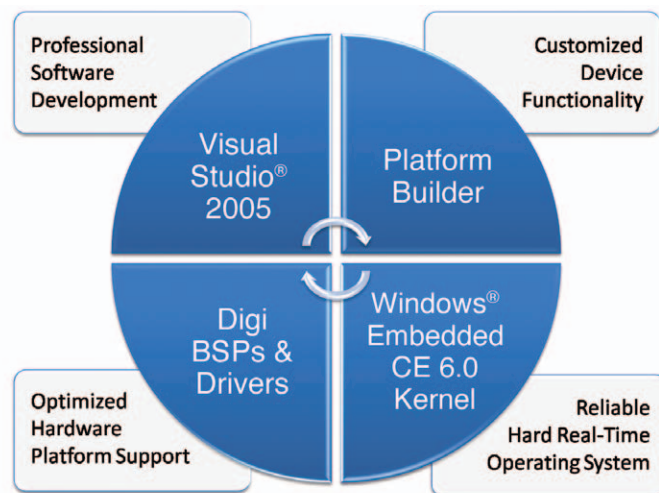 Professional
Software
Development
Customized
Device
Functionality
Visual
Studio®
2005
Platform
Builder
Digi
BSPs &
Drivers
Windows®
Embedded
CE 6.0
Kernel
Optimized
Hardware
Platform Support
Reliable
Hard Real-Time
Operating System